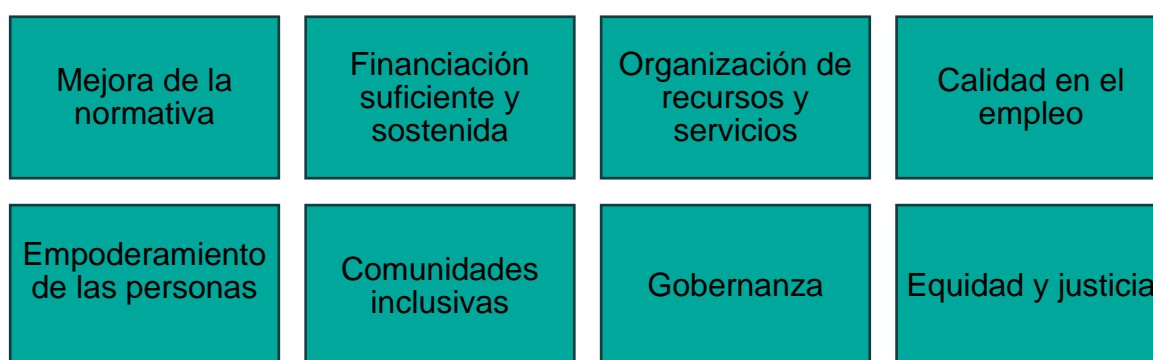 Mejora de la
normativa
Financiación
suficiente y
sostenida
Organización de
recursos y
servicios
Calidad en el
empleo
Empoderamiento
de las personas
Comunidades
inclusivas
Gobernanza
Equidad y justicia